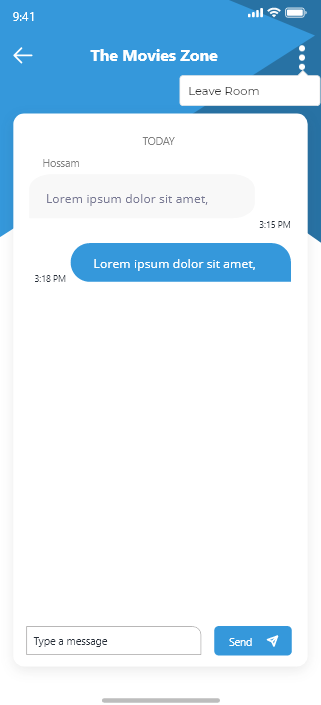 9:41
The Movies Zone
Leave Room
TODAY
Hossam
Lorem ipsum dolor sit amet,
3:15 PM
Lorem ipsum dolor sit amet,
3:18 PM
Type a message
Send